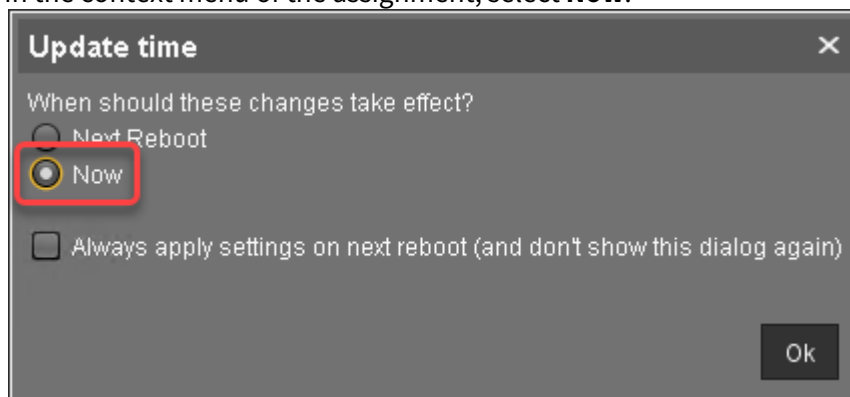 In the context menu of the assignment, select Now.
Update time
When should these changes take effect?
Next Reboot
Now
Always apply settings on next reboot (and don't show this dialog again)
Ok